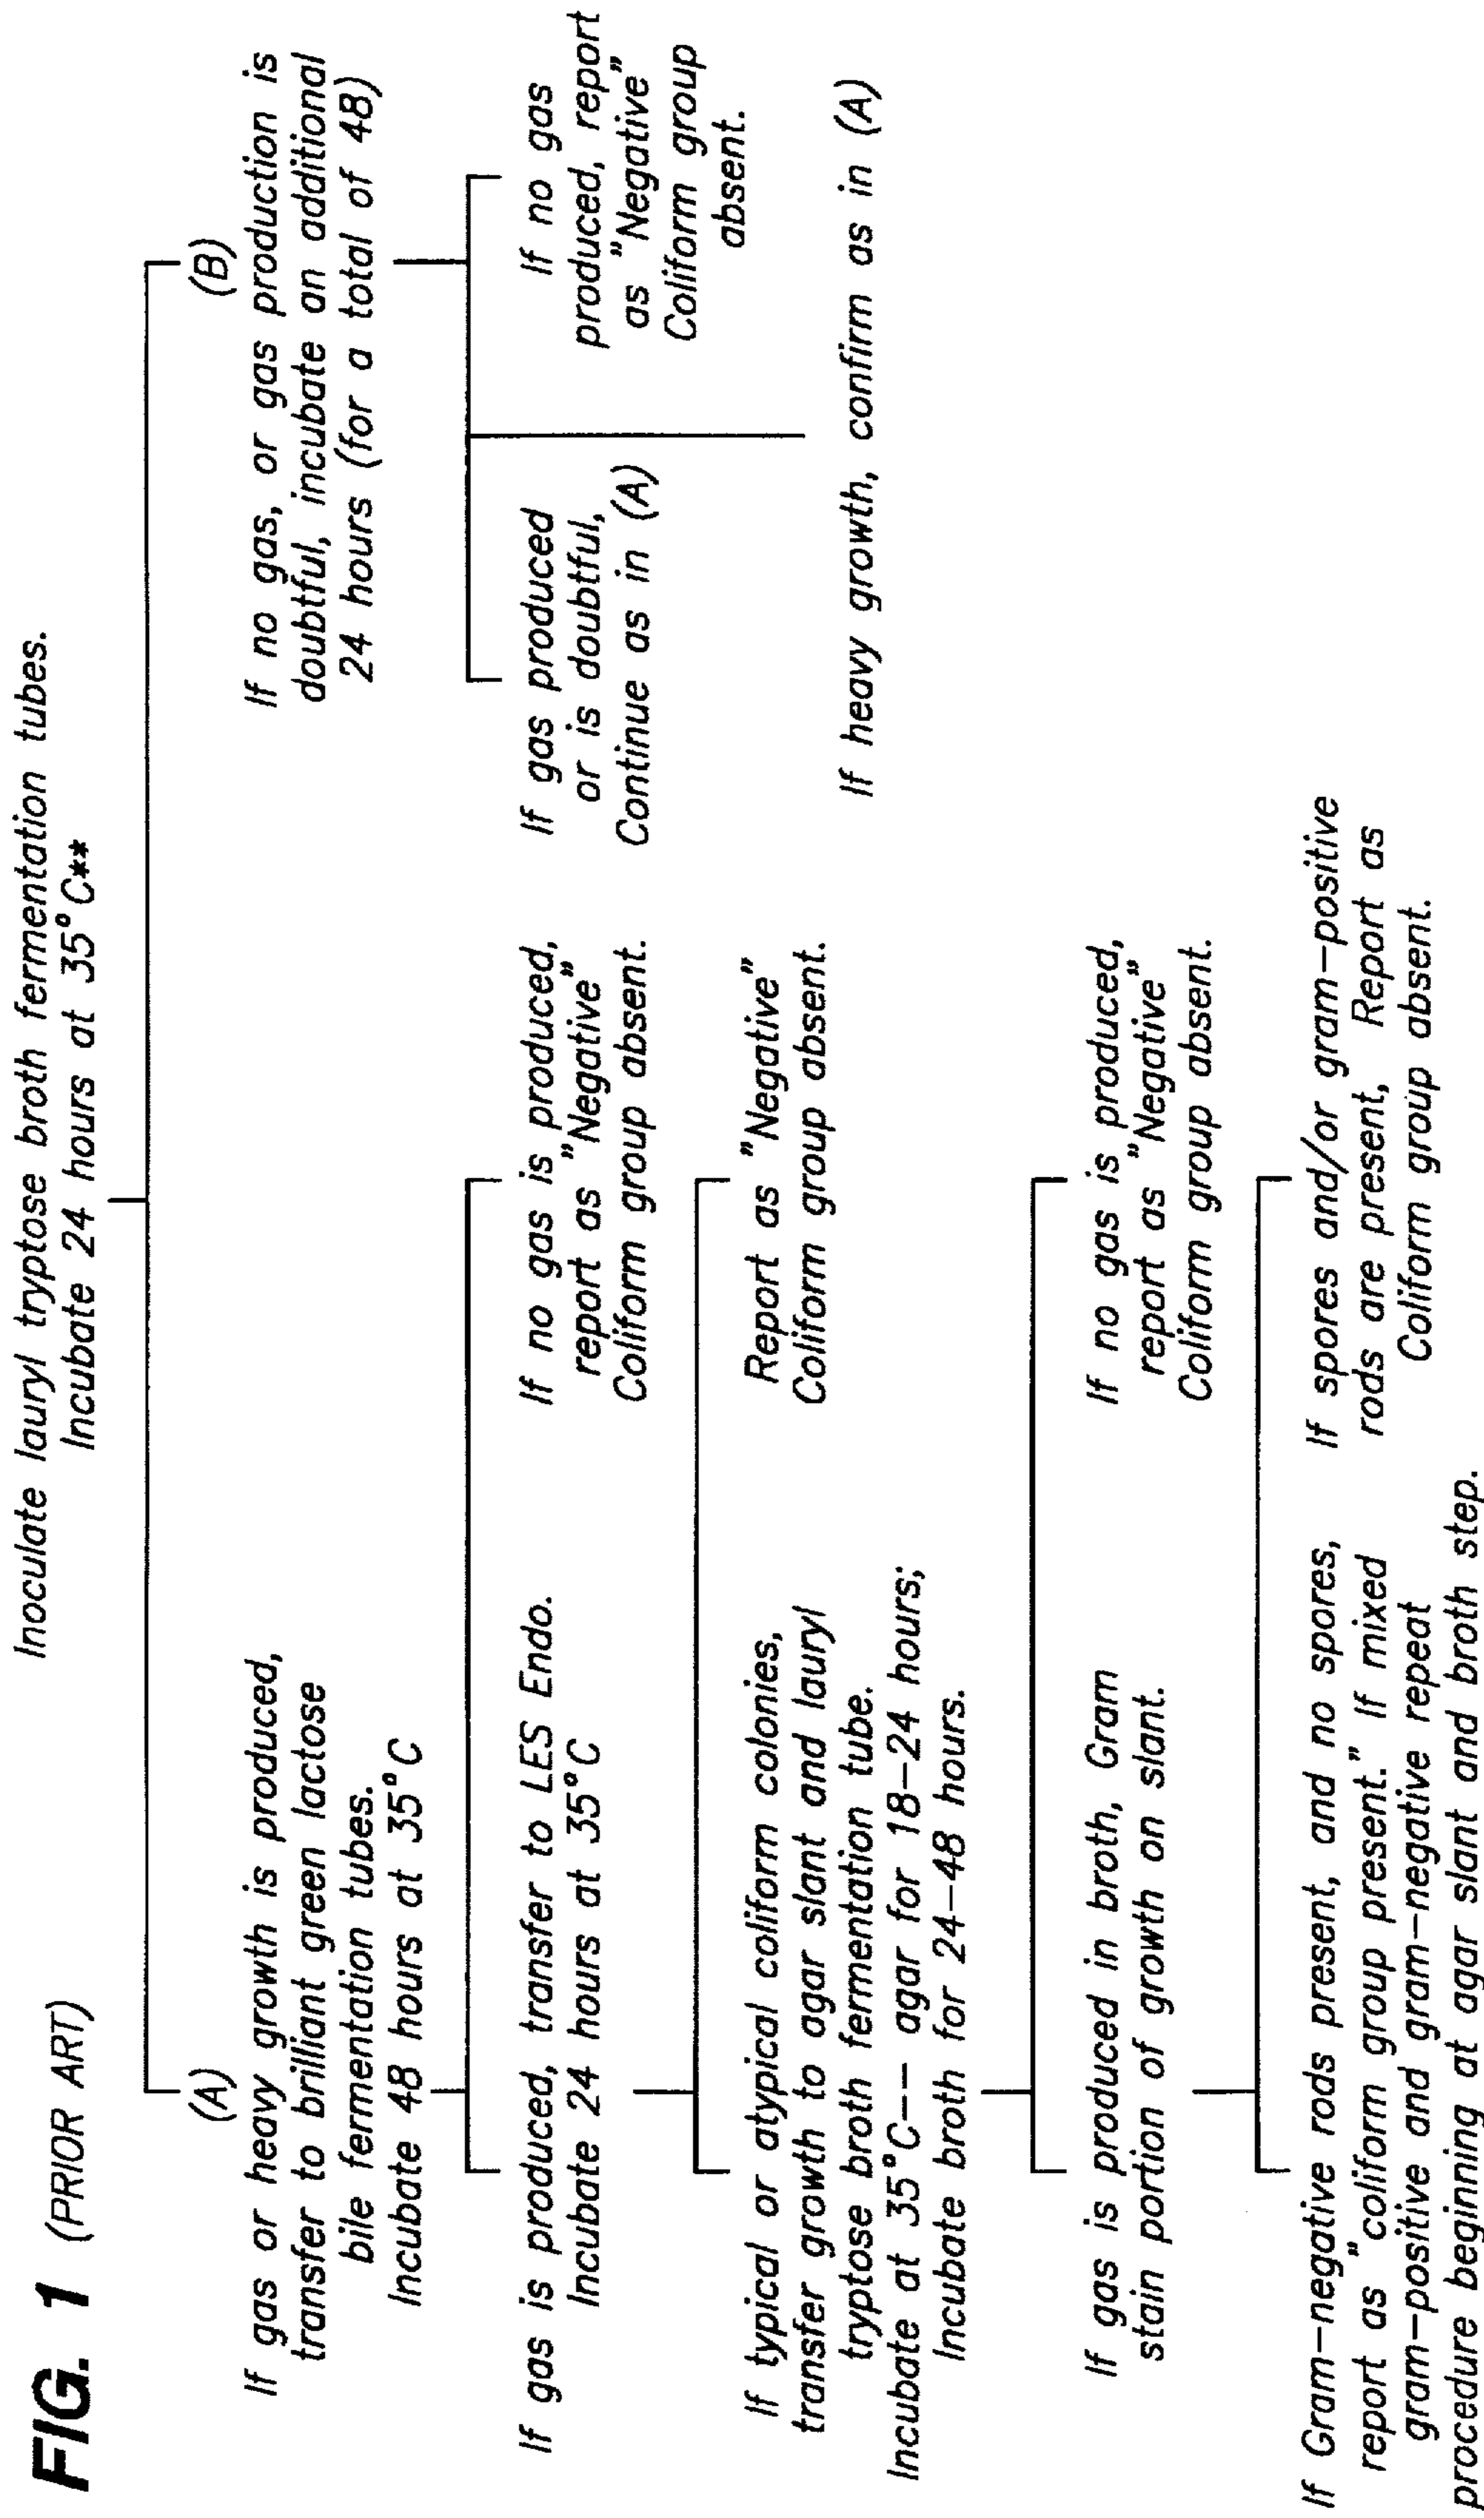 FIG. 1 (PRIOR ART)
Inoculate lauryl tryptose broth fermentation tubes.
Incubate 24 hours at 35°C**
(A)
If gas or heavy growth is produced,
transfer to brilliant green lactose
bile fermentation tubes.
Incubate 48 hours at 35°C
(B)
If no gas, or gas production is
doubtful, incubate an additional
24 hours (for a total of 48)
If gas is produced, transfer to LES Endo.
Incubate 24 hours at 35°C
If no gas is produced,
report as "Negative"
Coliform group absent.
If gas produced
or is doubtful,
Continue as in (A)
If no gas
produced, report
as "Negative"
Coliform group
absent.
If heavy growth, confirm as in (A)
If typical or atypical coliform colonies,
transfer growth to agar slant and lauryl
tryptose broth fermentation tube.
Incubate at 35°C-- agar for 18-24 hours;
Incubate broth for 24-48 hours.
Report as "Negative"
Coliform group absent.
If gas is produced in broth, Gram
stain portion of growth on slant.
If no gas is produced,
report as "Negative"
Coliform group absent.
If Gram-negative rods present, and no spores,
report as "coliform group present." If mixed
gram-positive and gram-negative repeat
procedure beginning at agar slant and broth step.
If spores and/or gram-positive
rods are present, Report as
Coliform group absent.